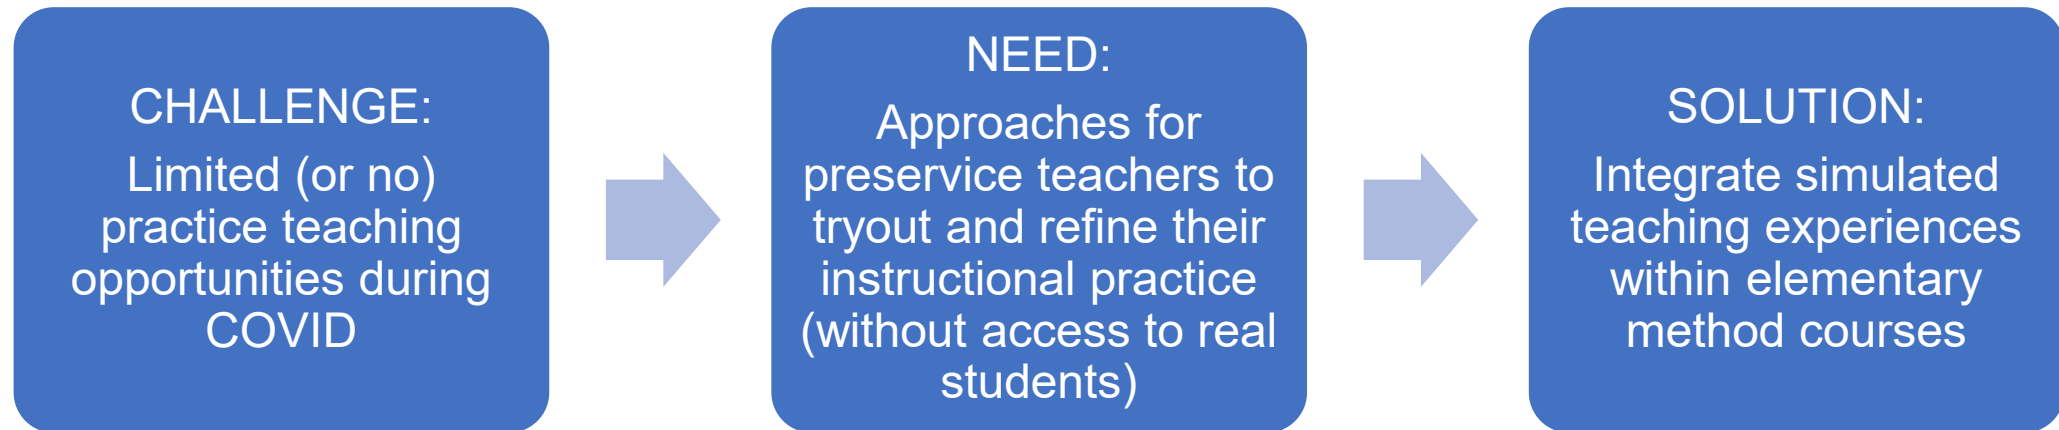 CHALLENGE:
Limited (or no)
practice teaching
opportunities during
COVID
NEED:
Approaches for
preservice teachers to
tryout and refine their
instructional practice
(without access to real
students)
SOLUTION:
Integrate simulated
teaching experiences
within elementary
method courses